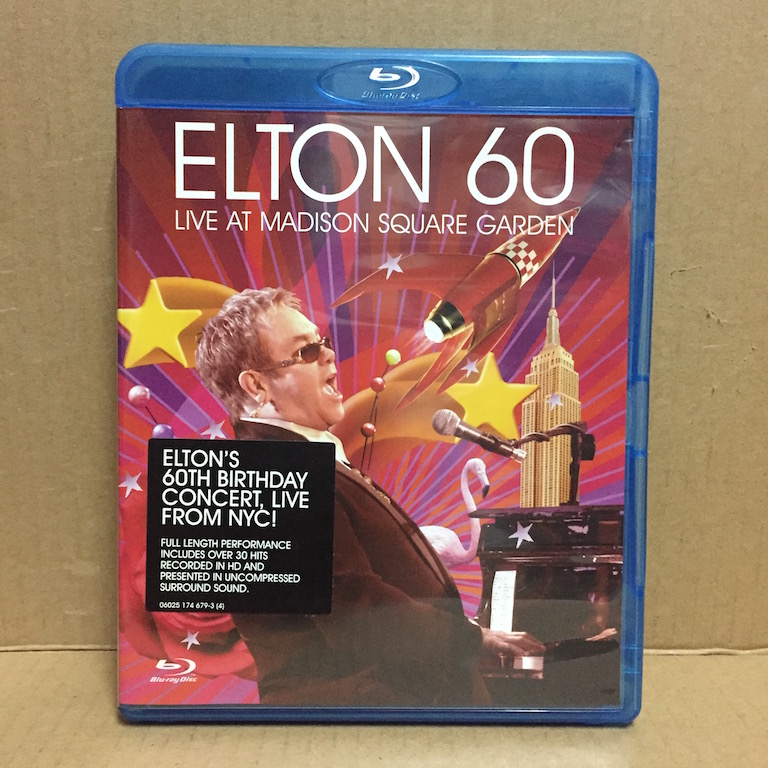 Blu-ray Disc
ELTON 60
LIVE AT MADISON SQUARE GARDEN
ELTON'S
60TH BIRTHDAY
CONCERT, LIVE
FROM NYC!
FULL LENGTH PERFORMANCE
INCLUDES OVER 30 HITS
RECORDED IN HD AND
PRESENTED IN UNCOMPRESSED
SURROUND SOUND.
06025 174 679-3 (4)
Blu-ray Disc